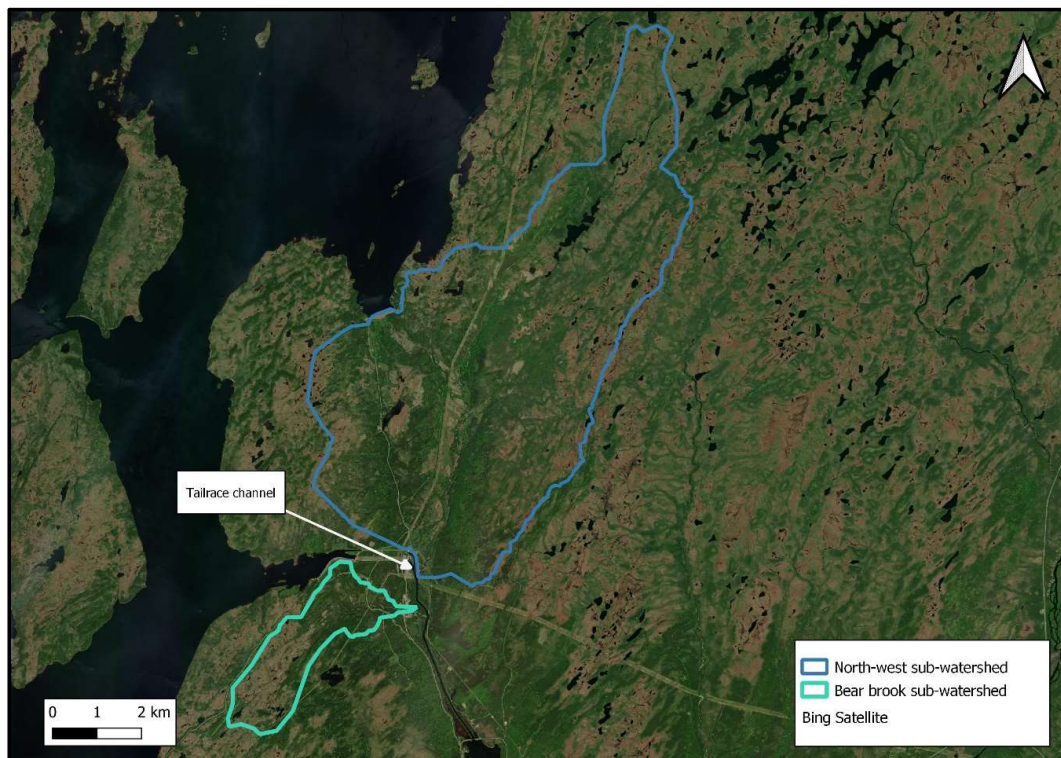 Tailrace channel
0 1 2 km
North-west sub-watershed
Bear brook sub-watershed
Bing Satellite